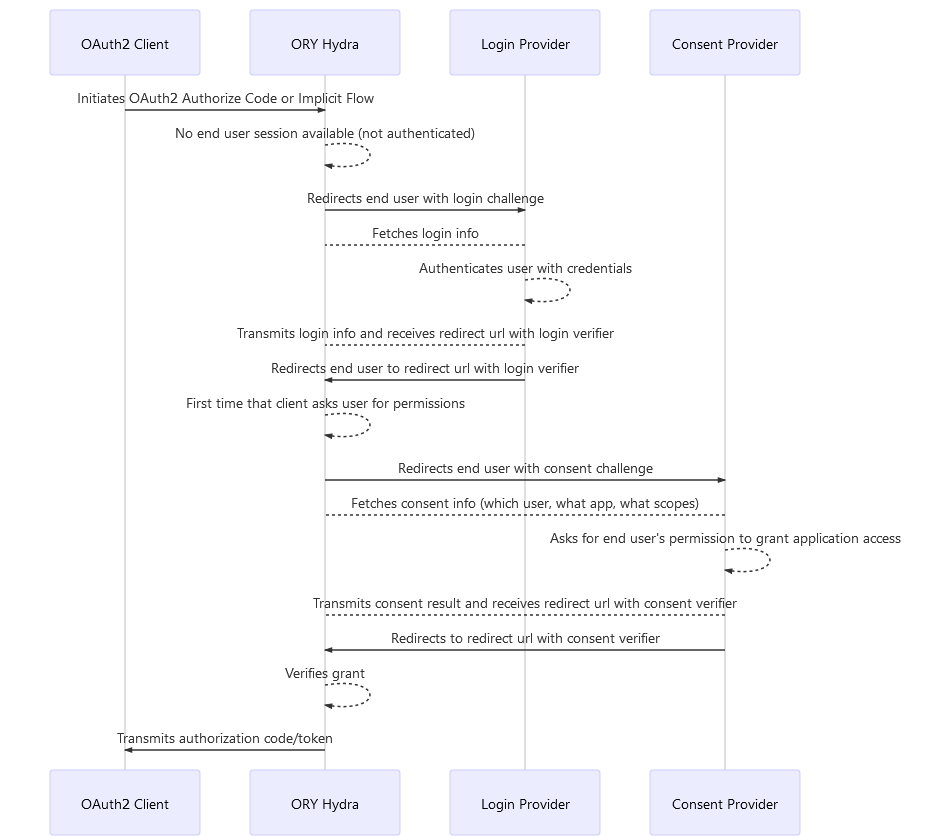 OAuth2 Client
ORY Hydra
Login Provider
Consent Provider
Initiates OAuth2 Authorize Code or Implicit Flow
No end user session available (not authenticated)
Redirects end user with login challenge
Fetches login info
Authenticates user with credentials
Transmits login info and receives redirect url with login verifier
Redirects end user to redirect url with login verifier
First time that client asks user for permissions
Redirects end user with consent challenge
Fetches consent info (which user, what app, what scopes)
Asks for end user's permission to grant application access
Transmits consent result and receives redirect url with consent verifier
Redirects to redirect url with consent verifier
Verifies grant
Transmits authorization code/token
OAuth2 Client
ORY Hydra
Login Provider
Consent Provider